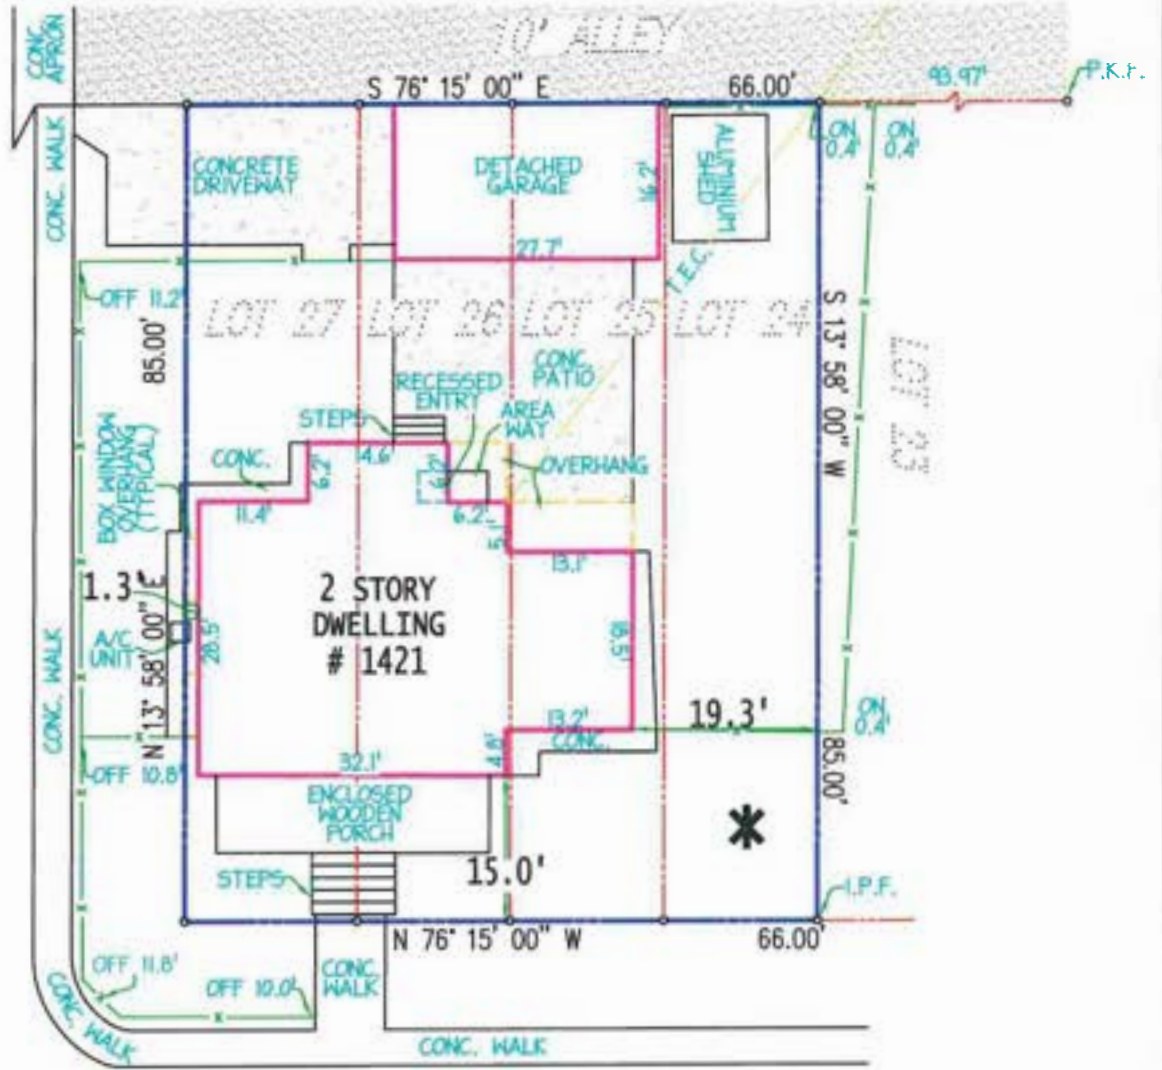 CONC.
APRON
10' ALLEY
S 76° 15' 00" E
66.00'
93.97'
P.K.F.
CONC. WALK
CONCRETE
DRIVEWAY
DETACHED
GARAGE
16.2'
ALUMINIUM
SHED
ON
0.4'
ON
0.4'
27.7'
T.E.C.
OFF 11.2'
LOT 27
LOT 26
LOT 25
LOT 24
S 13° 58' 00" W
LOT 23
85.00'
CONC.
PATIO
RECESSED
ENTRY
AREA
WAY
STEPS
OVERHANG
BOX WINDOW
OVERHANG
(TYPICAL)
CONC.
6.2'
4.6'
6.2'
11.4'
6.2'
5.1'
13.1'
1.3'
2 STORY
DWELLING
# 1421
28.5'
18.5'
A/C
UNIT
N 13° 58' 00" E
CONC. WALK
13.2'
CONC.
19.3'
ON
0.4'
OFF 10.8'
32.1'
4.8'
85.00'
ENCLOSED
WOODEN
PORCH
*
15.0'
STEPS
I.P.F.
N 76° 15' 00" W
66.00'
OFF 11.8'
OFF 10.0'
CONC.
WALK
CONC. WALK
CONC. WALK